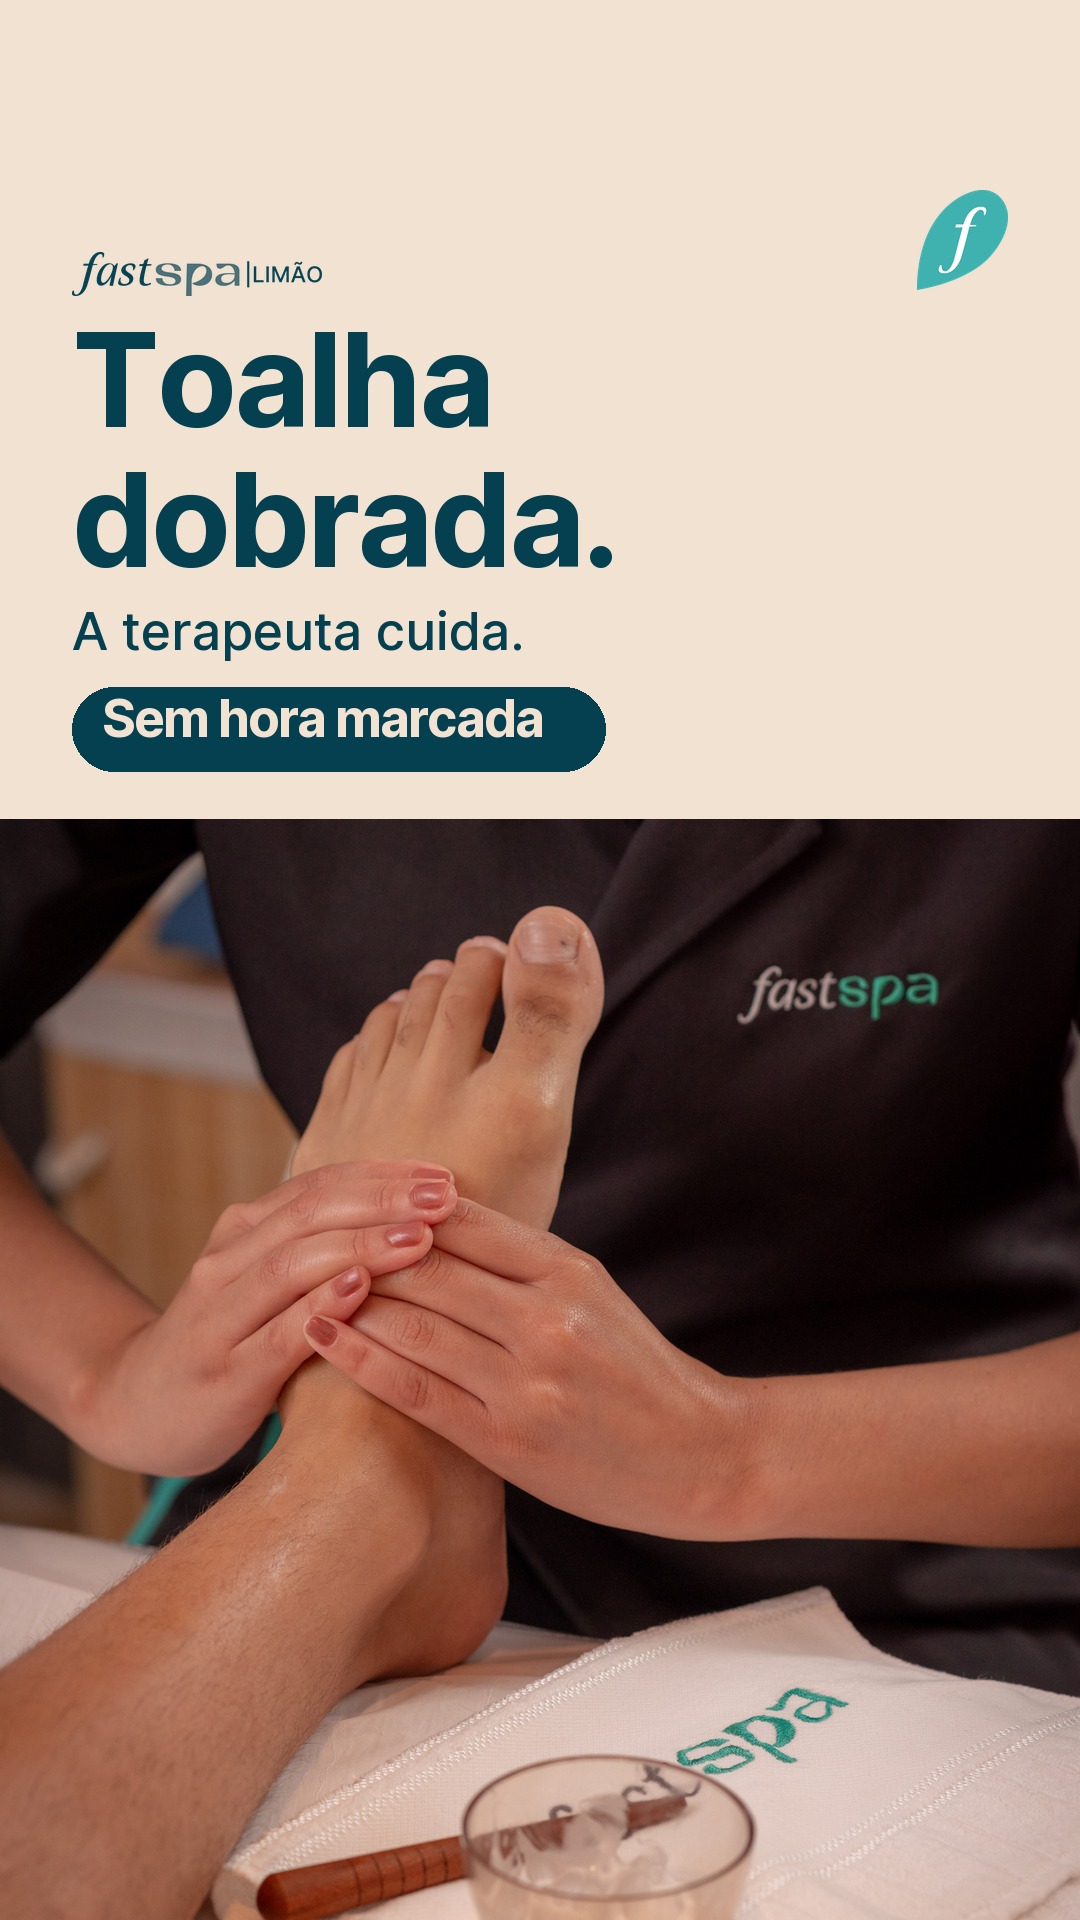 fastspa|LIMÃO
f
Toalha
dobrada.
A terapeuta cuida.
Sem hora marcada
fastspa
spa